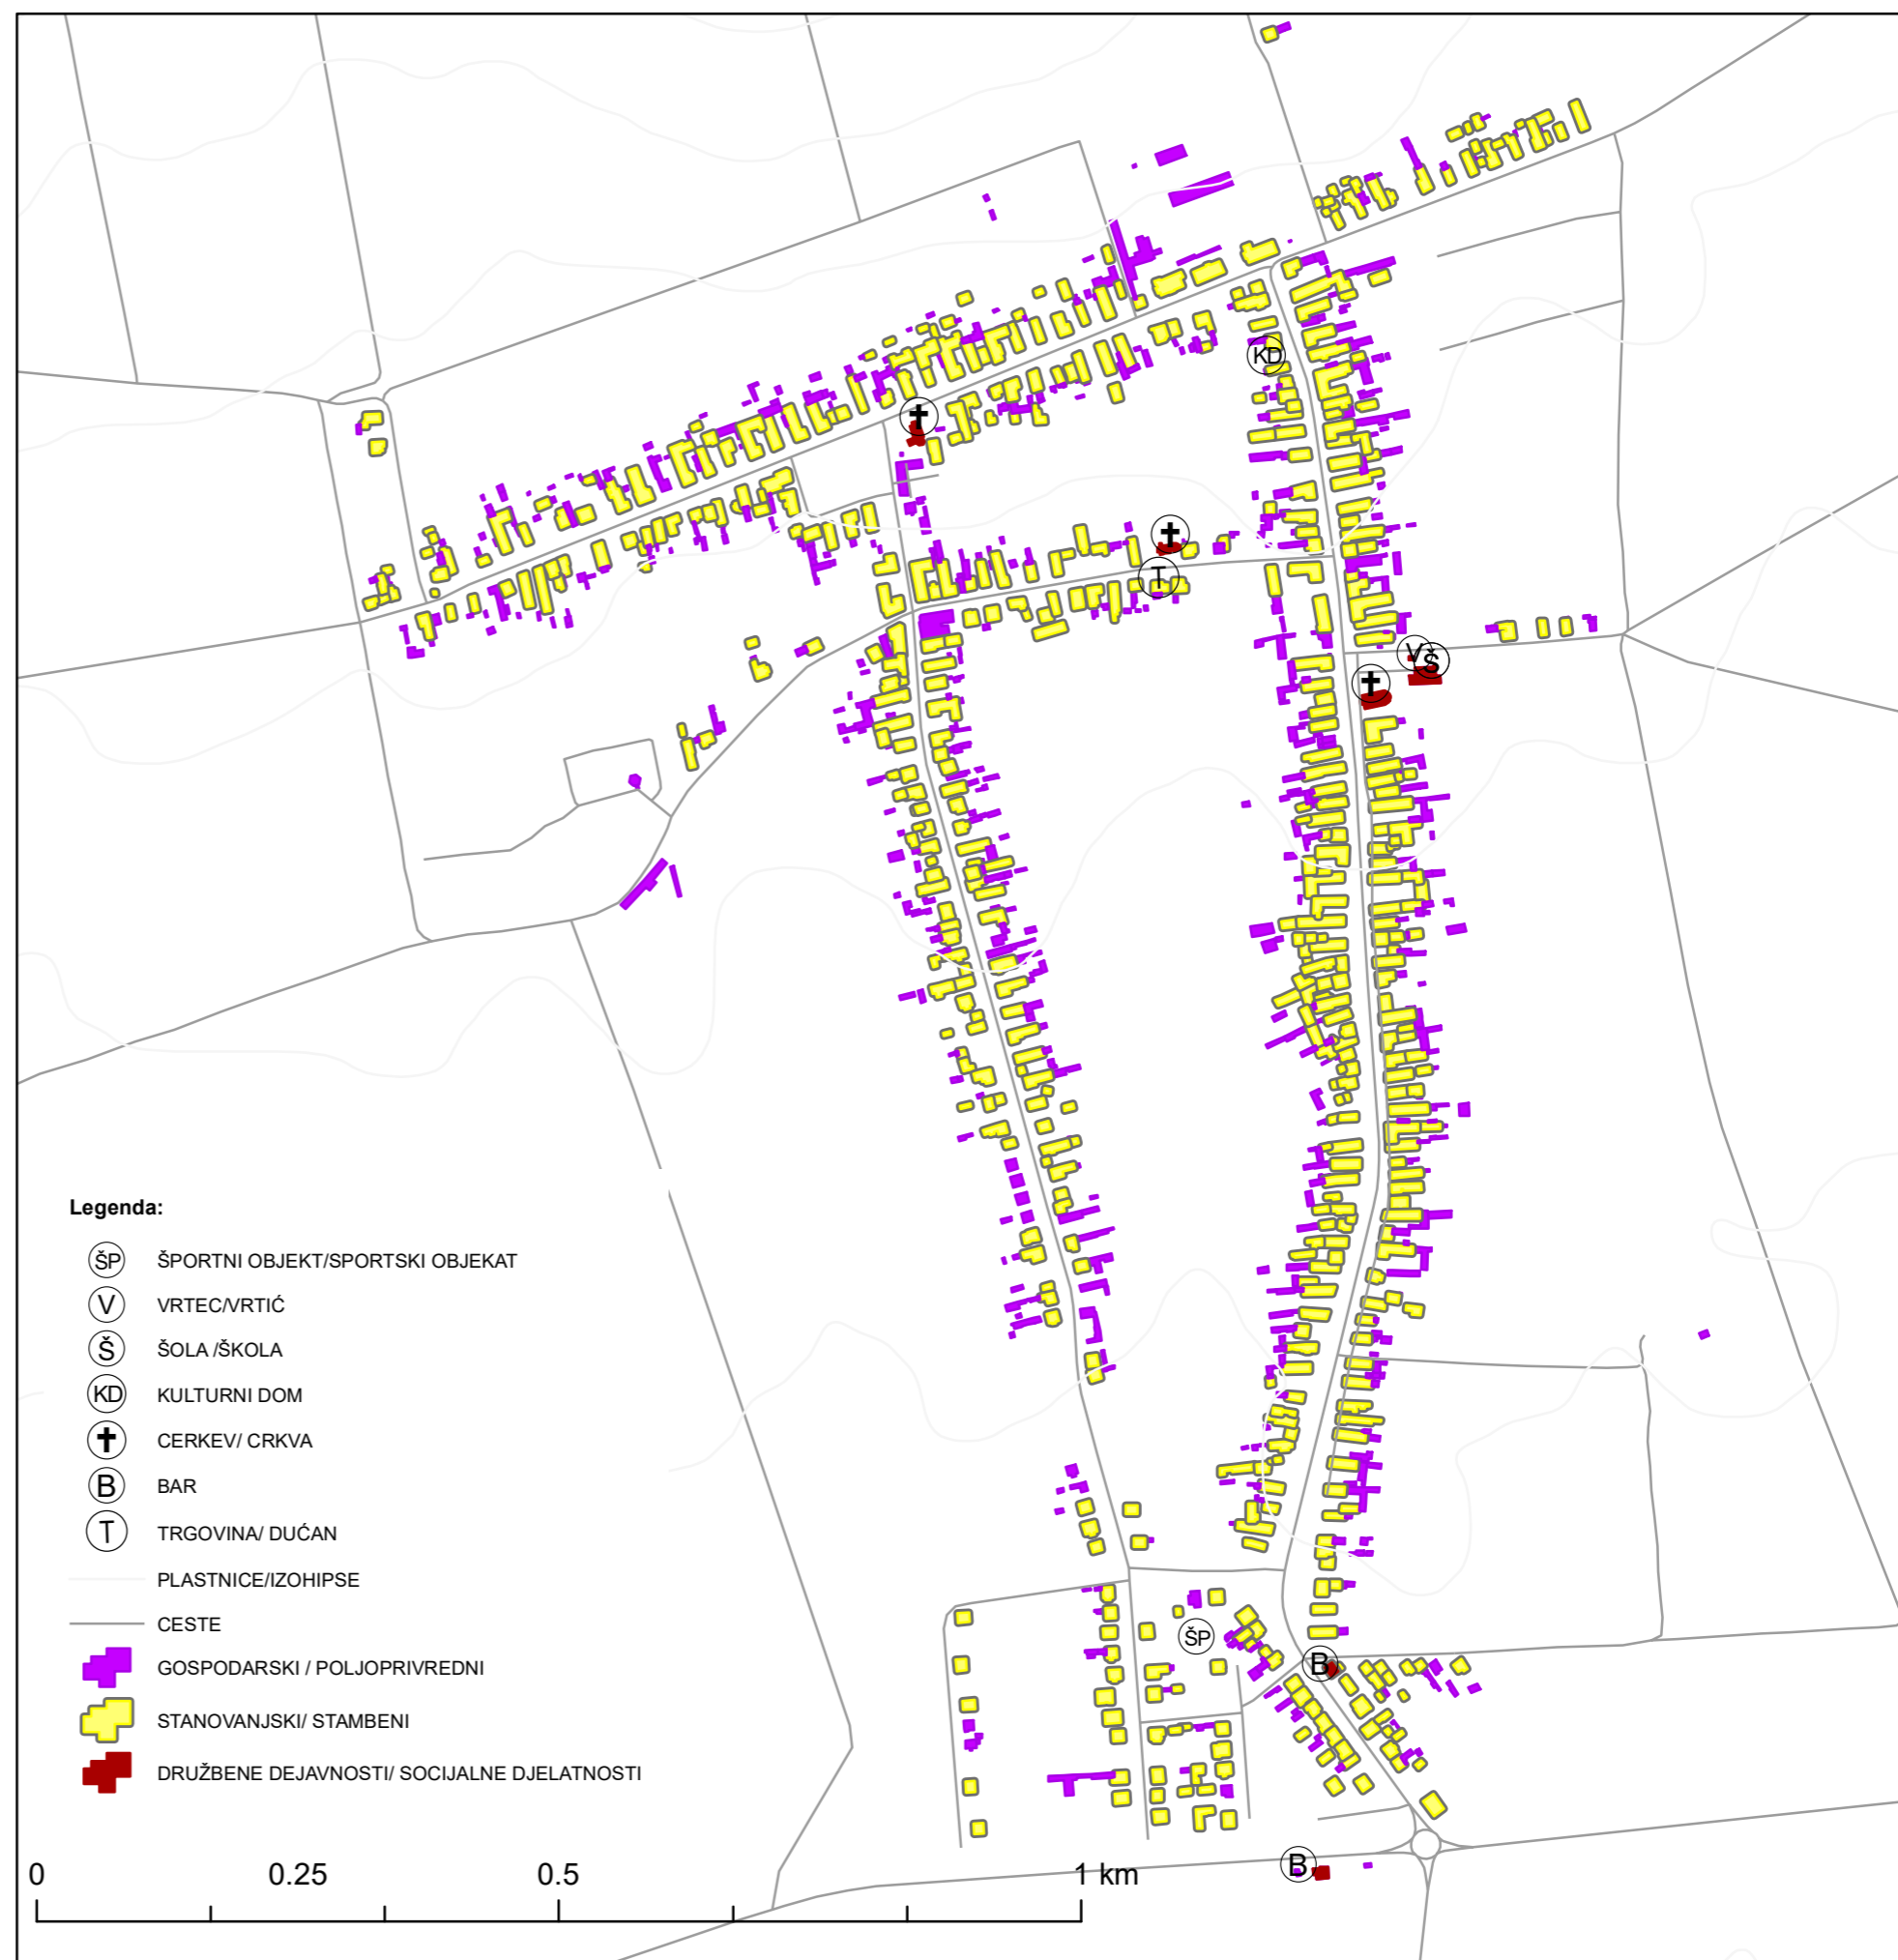 KD
T
V
Š
Legenda:
ŠP ŠPORTNI OBJEKT/SPORTSKI OBJEKAT
V VRTEC/VRTIĆ
Š ŠOLA /ŠKOLA
KD KULTURNI DOM
CERKEV/ CRKVA
B BAR
T TRGOVINA/ DUĆAN
PLASTNICE/IZOHIPSE
CESTE
ŠP
B
GOSPODARSKI / POLJOPRIVREDNI
STANOVANJSKI/ STAMBENI
DRUŽBENE DEJAVNOSTI/ SOCIJALNE DJELATNOSTI
B
0 0.25 0.5 1 km